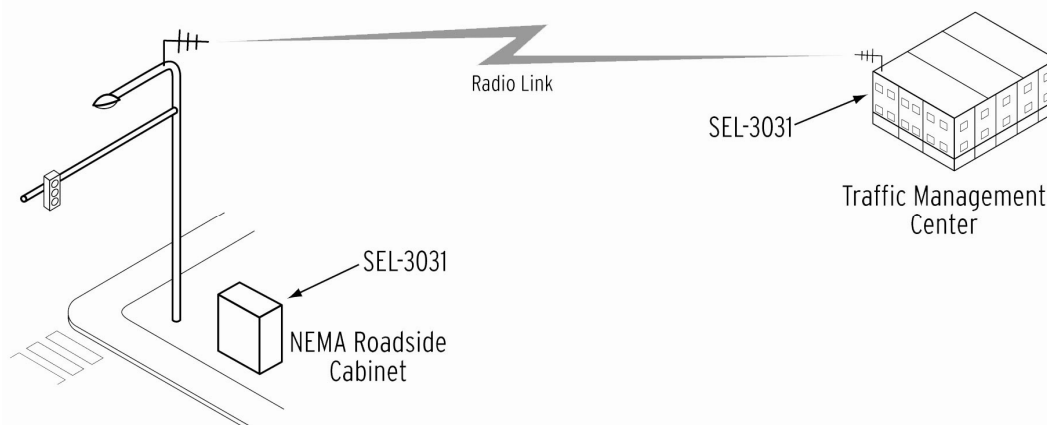 Radio Link
SEL-3031
Traffic Management
Center
SEL-3031
NEMA Roadside
Cabinet